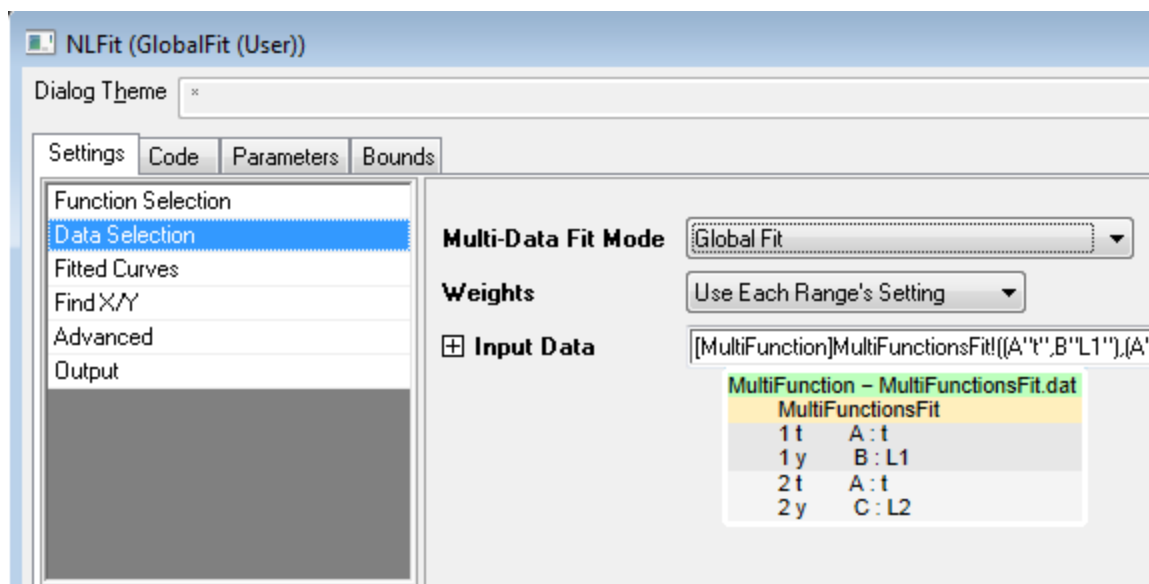 NLFit (GlobalFit (User))
Dialog Theme *
Settings Code Parameters Bounds
Function Selection
Data Selection
Fitted Curves
Find X/Y
Advanced
Output
Multi-Data Fit Mode Global Fit
Weights Use Each Range's Setting
Input Data [MultiFunction]MultiFunctionsFit!((A"t",B"L1"),(A"
MultiFunction – MultiFunctionsFit.dat
MultiFunctionsFit
1 t A : t
1 y B : L1
2 t A : t
2 y C : L2